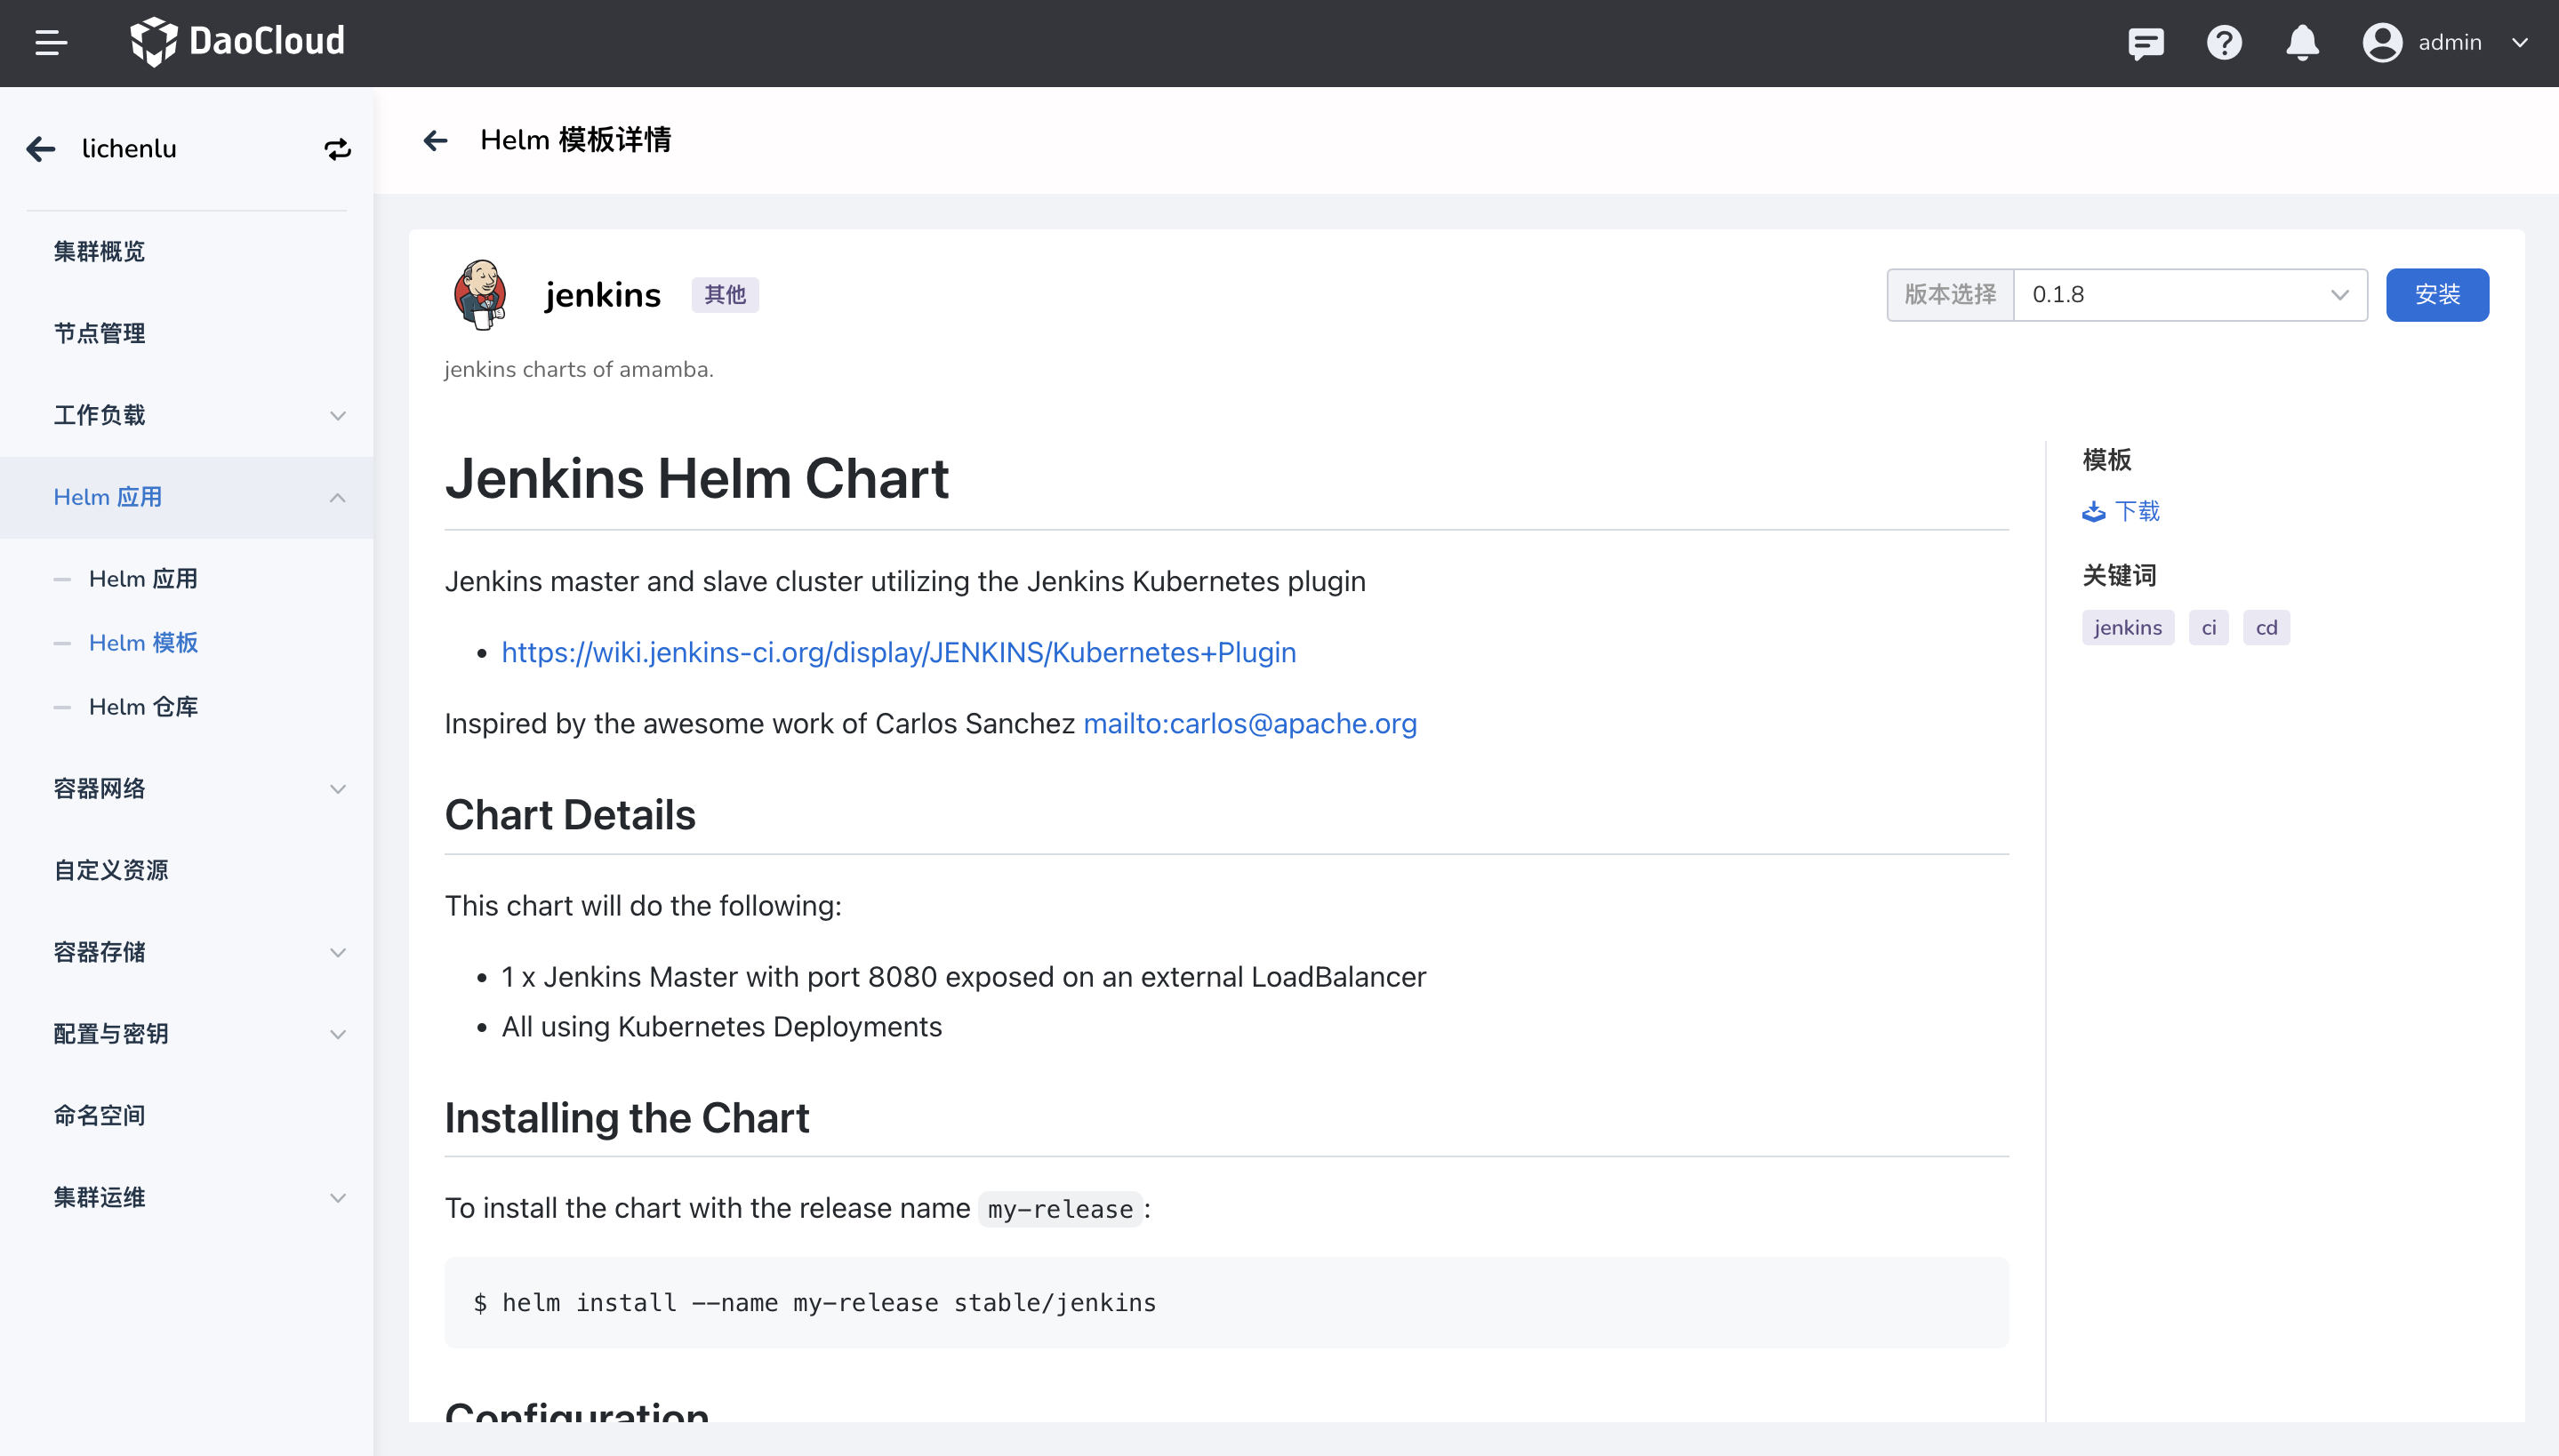 DaoCloud
admin
lichenlu
集群概览
节点管理
工作负载
Helm 应用
Helm 应用
Helm 模板
Helm 仓库
容器网络
自定义资源
容器存储
配置与密钥
命名空间
集群运维
Helm 模板详情
jenkins
其他
版本选择
0.1.8
安装
jenkins charts of amamba.
Jenkins Helm Chart
Jenkins master and slave cluster utilizing the Jenkins Kubernetes plugin
• https://wiki.jenkins-ci.org/display/JENKINS/Kubernetes+Plugin
Inspired by the awesome work of Carlos Sanchez mailto:carlos@apache.org
Chart Details
This chart will do the following:
• 1 x Jenkins Master with port 8080 exposed on an external LoadBalancer
• All using Kubernetes Deployments
Installing the Chart
To install the chart with the release name my-release:
$ helm install --name my-release stable/jenkins
Configuration
模板
下载
关键词
jenkins
ci
cd